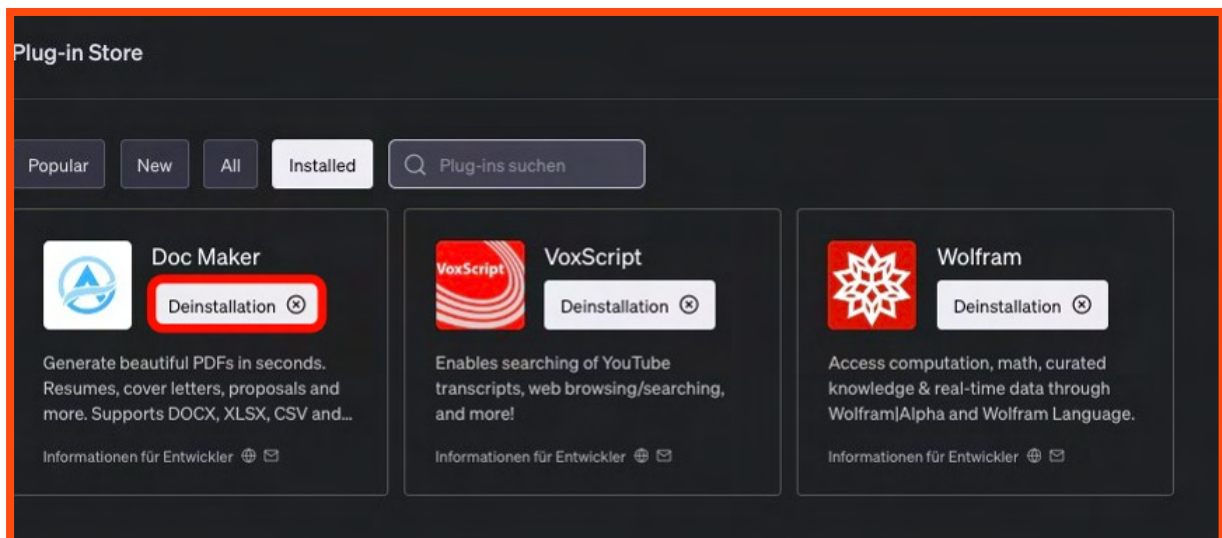 Plug-in Store
Popular
New
All
Installed
Plug-ins suchen
Doc Maker
Deinstallation
Generate beautiful PDFs in seconds.
Resumes, cover letters, proposals and
more. Supports DOCX, XLSX, CSV and...
Informationen für Entwickler
VoxScript
VoxScript
Deinstallation
Enables searching of YouTube
transcripts, web browsing/searching,
and more!
Informationen für Entwickler
Wolfram
Deinstallation
Access computation, math, curated
knowledge & real-time data through
Wolfram|Alpha and Wolfram Language.
Informationen für Entwickler